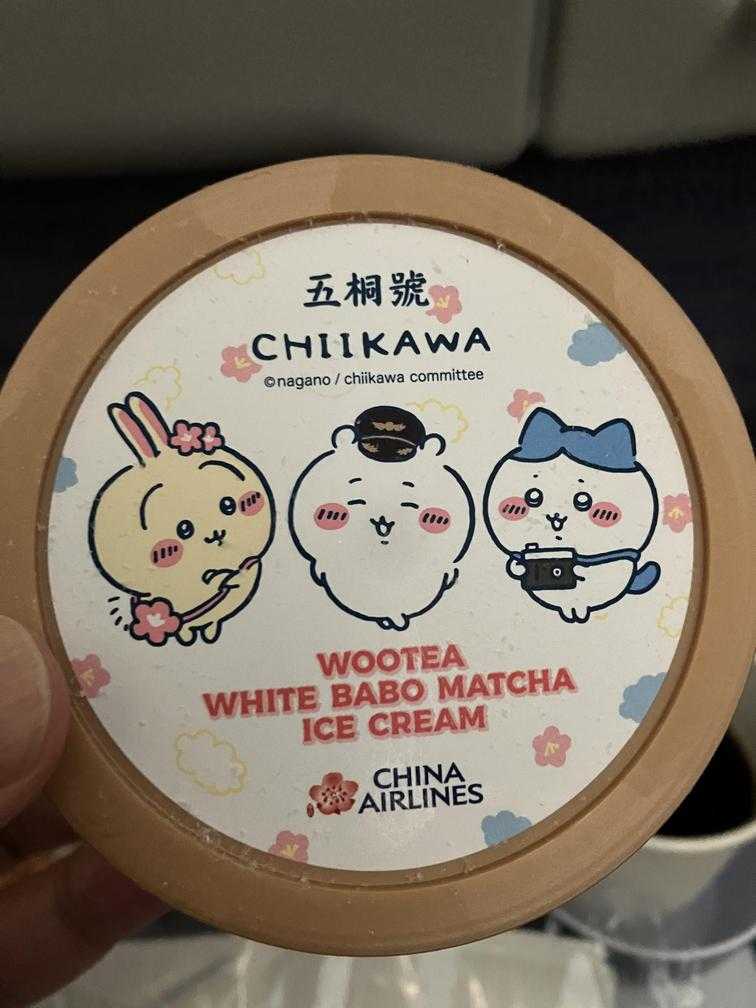 五桐號
CHIIKAWA
©nagano / chiikawa committee
WOOTEA
WHITE BABO MATCHA
ICE CREAM
CHINA
AIRLINES